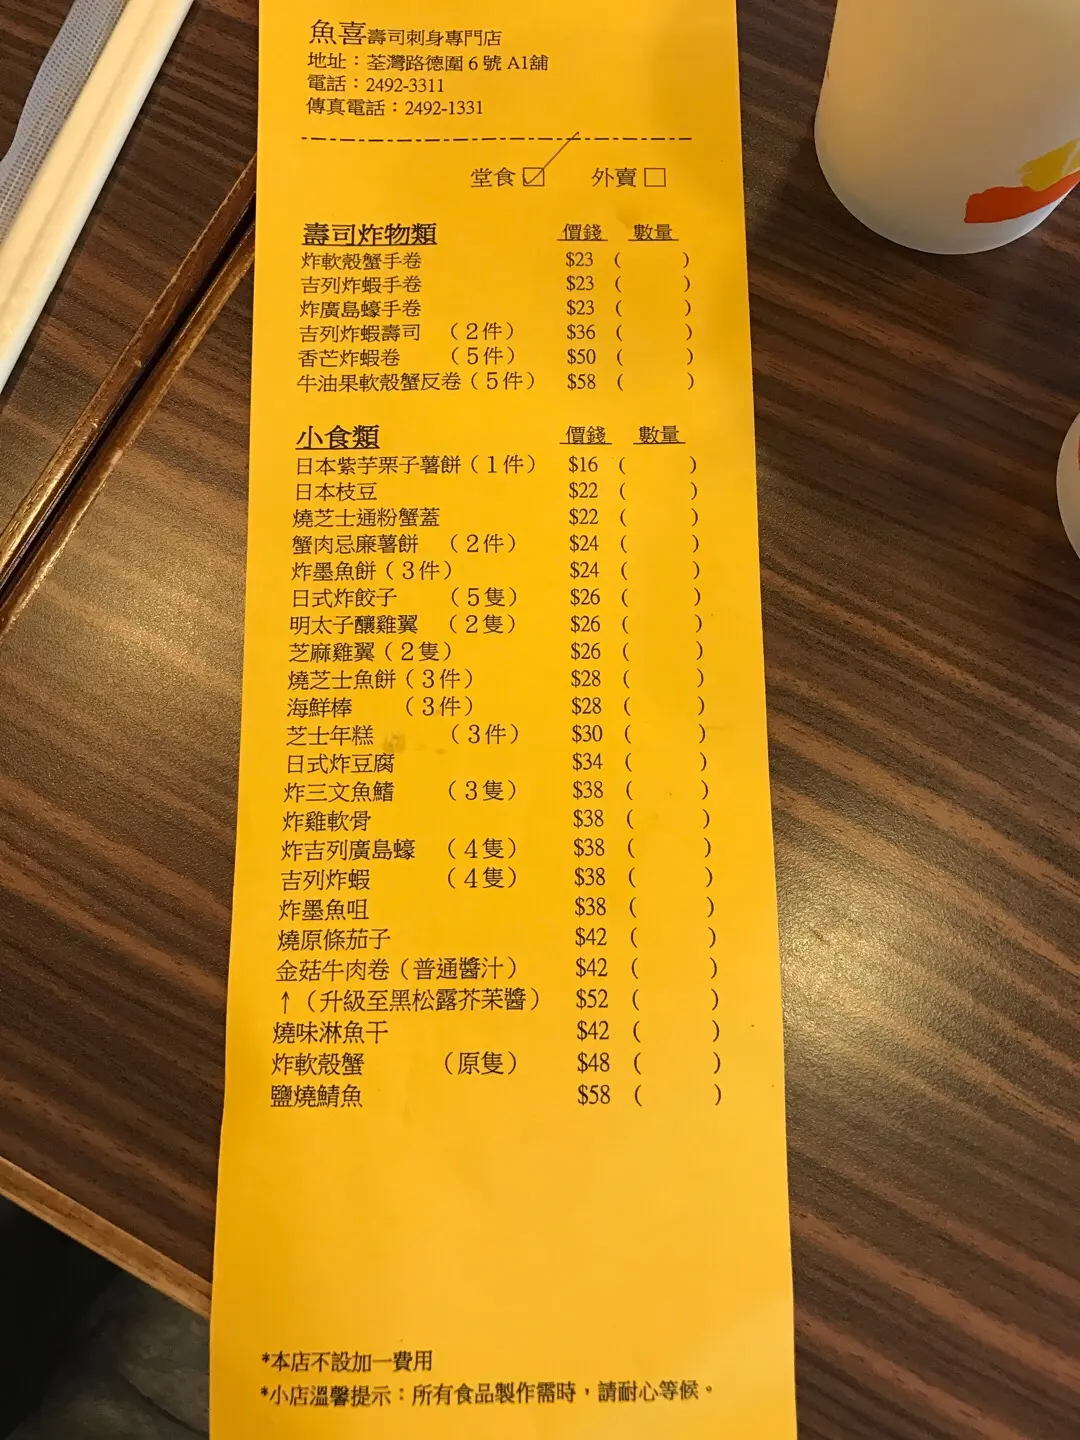 魚喜壽司刺身專門店
地址：荃灣路德圍 6 號 A1舖
電話：2492-3311
傳真電話：2492-1331
堂食☑ 外賣☐
壽司炸物類 價錢 數量
炸軟殼蟹手卷 $23 ( )
吉列炸蝦手卷 $23 ( )
炸廣島蠔手卷 $23 ( )
吉列炸蝦壽司 （2件） $36 ( )
香芒炸蝦卷 （5件） $50 ( )
牛油果軟殼蟹反卷（5件） $58 ( )
小食類 價錢 數量
日本紫芋栗子薯餅（1件） $16 ( )
日本枝豆 $22 ( )
燒芝士通粉蟹蓋 $22 ( )
蟹肉忌廉薯餅 （2件） $24 ( )
炸墨魚餅（3件） $24 ( )
日式炸餃子 （5隻） $26 ( )
明太子釀雞翼 （2隻） $26 ( )
芝麻雞翼（2隻） $26 ( )
燒芝士魚餅（3件） $28 ( )
海鮮棒 （3件） $28 ( )
芝士年糕 （3件） $30 ( )
日式炸豆腐 $34 ( )
炸三文魚鰭 （3隻） $38 ( )
炸雞軟骨 $38 ( )
炸吉列廣島蠔 （4隻） $38 ( )
吉列炸蝦 （4隻） $38 ( )
炸墨魚咀 $38 ( )
燒原條茄子 $42 ( )
金菇牛肉卷（普通醬汁） $42 ( )
↑（升級至黑松露芥茉醬） $52 ( )
燒味淋魚干 $42 ( )
炸軟殼蟹 （原隻） $48 ( )
鹽燒鯖魚 $58 ( )
*本店不設加一費用
*小店溫馨提示：所有食品製作需時，請耐心等候。